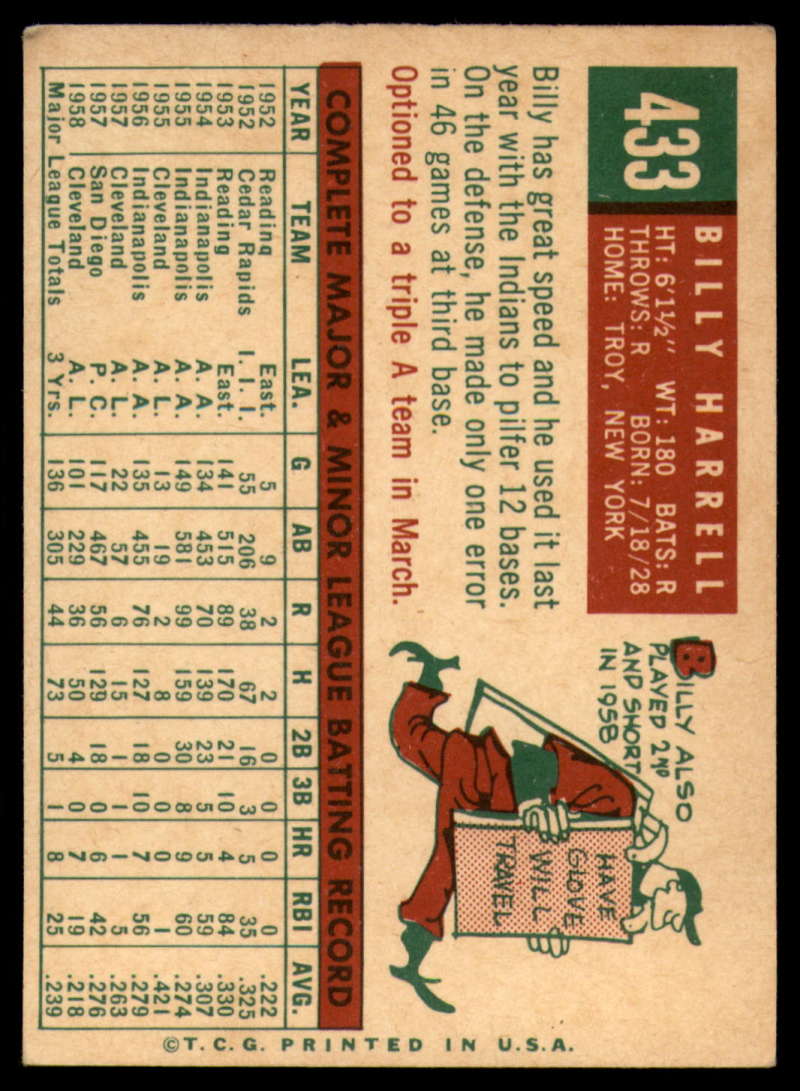 433
BILLY HARRELL
HT: 6'1½" WT: 180 BATS: R
THROWS: R BORN: 7/18/28
HOME: TROY, NEW YORK
Billy has great speed and he used it last
year with the Indians to pilfer 12 bases.
On the defense, he made only one error
in 46 games at third base.
Optioned to a triple A team in March.
BILLY ALSO
PLAYED 2ND
AND SHORT
IN 1958
HAVE
GLOVE
WILL
TRAVEL
COMPLETE MAJOR & MINOR LEAGUE BATTING RECORD
YEAR TEAM LEA. G AB R H 2B 3B HR RBI AVG.
1952 Reading East. 5 9 2 2 0 0 0 0 .222
1952 Cedar Rapids I. I. I. 55 206 38 67 16 3 5 35 .325
1953 Reading East. 141 515 89 170 21 10 4 84 .330
1954 Indianapolis A. A. 134 453 70 139 23 5 5 59 .307
1955 Indianapolis A. A. 149 581 99 159 30 8 9 60 .274
1955 Cleveland A. L. 13 19 2 8 0 0 0 1 .421
1956 Indianapolis A. A. 135 455 76 127 18 10 7 56 .279
1957 Cleveland A. L. 22 57 6 15 1 1 1 5 .263
1957 San Diego P. C. 117 467 56 129 18 0 6 42 .276
1958 Cleveland A. L. 101 229 36 50 4 0 7 19 .218
Major League Totals 3 Yrs. 136 305 44 73 5 1 8 25 .239
©T.C.G. PRINTED IN U.S.A.